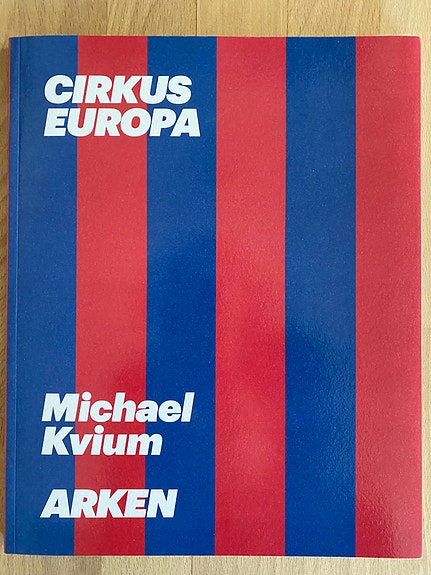 CIRKUS
EUROPA
Michael
Kvium
ARKEN